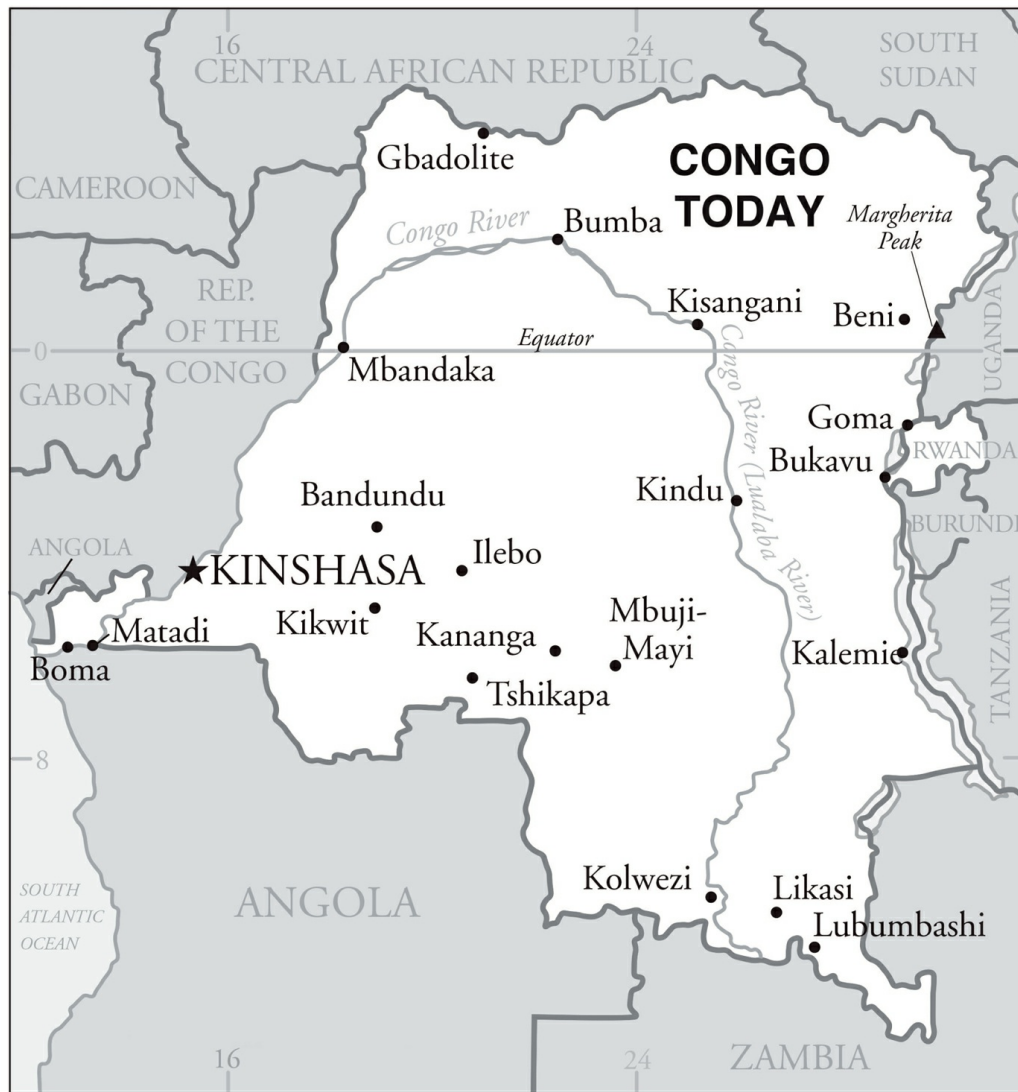 16
24
CENTRAL AFRICAN REPUBLIC
SOUTH
SUDAN
Gbadolite
CONGO
TODAY
CAMEROON
Margherita
Peak
Congo River
Bumba
REP.
OF THE
CONGO
Kisangani
Beni
UGANDA
Equator
0
Mbandaka
GABON
Congo River (Lualaba River)
Goma
RWANDA
Bukavu
Kindu
Bandundu
BURUNDI
ANGOLA
Ilebo
KINSHASA
Kikwit
Mbuji-
Mayi
Kananga
Matadi
Boma
Kalemie
TANZANIA
Tshikapa
8
Kolwezi
Likasi
SOUTH
ATLANTIC
OCEAN
ANGOLA
Lubumbashi
16
24
ZAMBIA